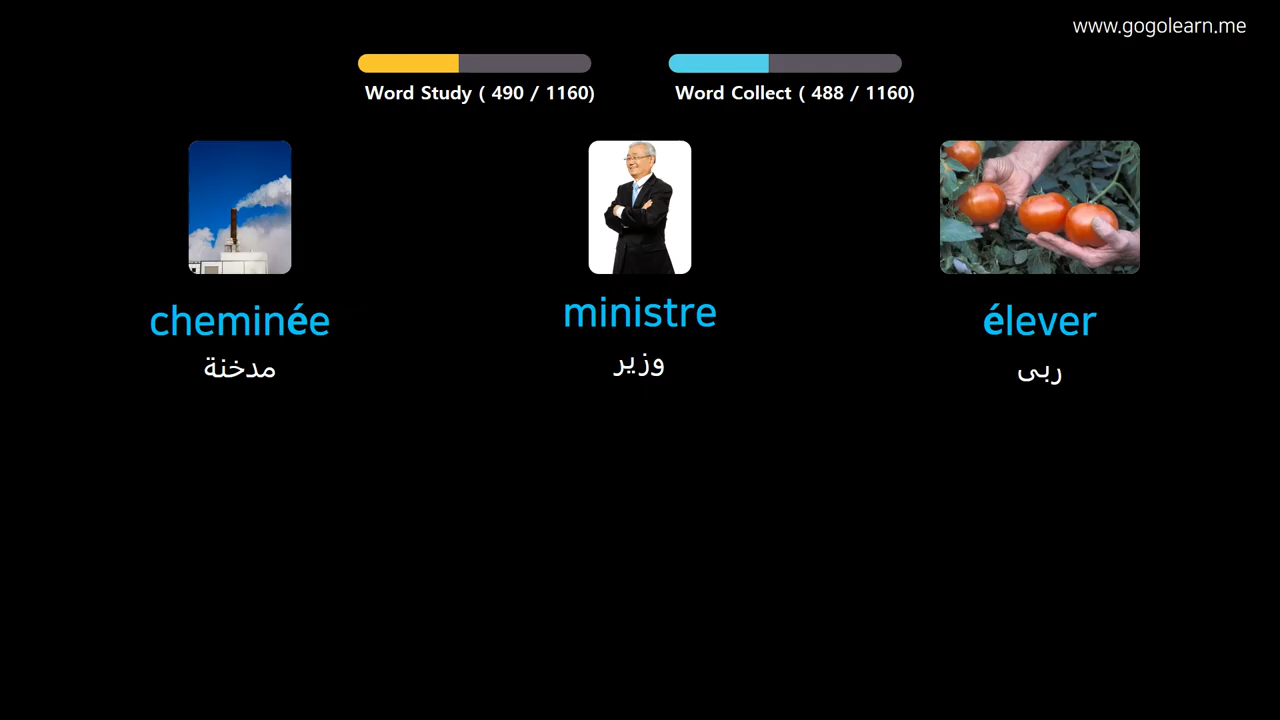 www.gogolearn.me
Word Study ( 490 / 1160)
Word Collect ( 488 / 1160)
cheminée
مدخنة
ministre
وزير
élever
ربى